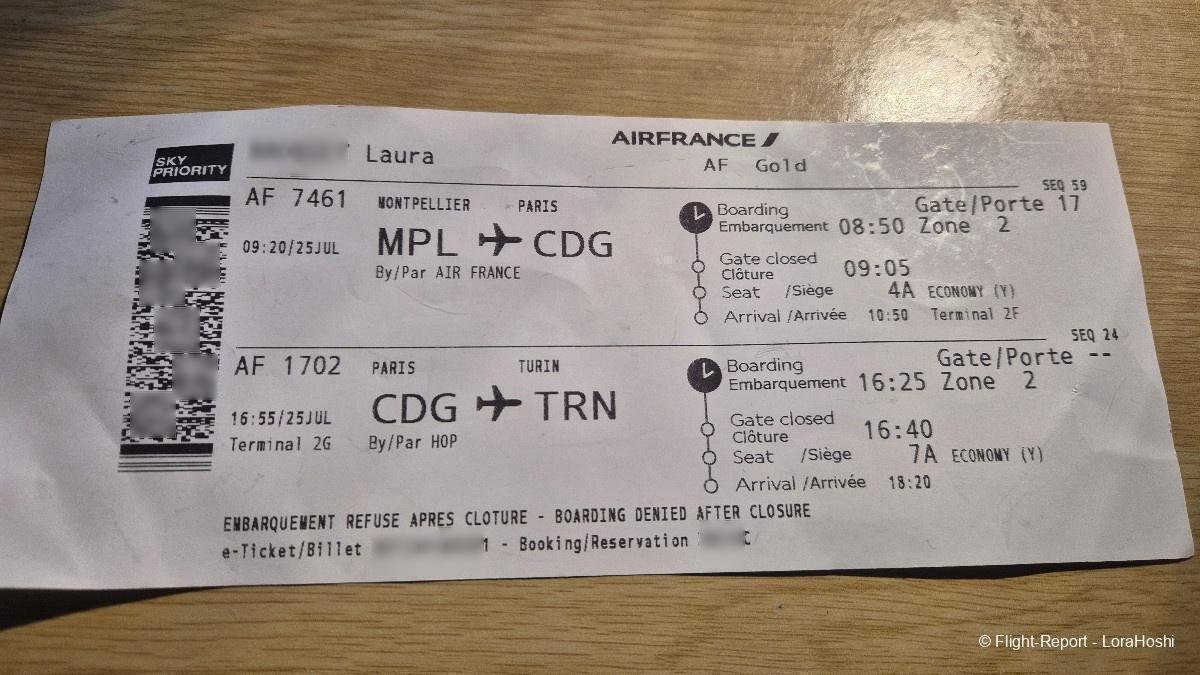 SKY PRIORITY
Laura
AIRFRANCE
AF Gold
AF 7461
MONTPELLIER PARIS
SEQ 59
Gate/Porte 17
09:20/25JUL
MPL CDG
By/Par AIR FRANCE
Boarding
Embarquement 08:50 Zone 2
Gate closed
Clôture 09:05
Seat /Siège 4A ECONOMY (Y)
Arrival /Arrivée 10:50 Terminal 2F
AF 1702
PARIS TURIN
SEQ 24
Gate/Porte --
16:55/25JUL
Terminal 2G
CDG TRN
By/Par HOP
Boarding
Embarquement 16:25 Zone 2
Gate closed
Clôture 16:40
Seat /Siège 7A ECONOMY (Y)
Arrival /Arrivée 18:20
EMBARQUEMENT REFUSE APRES CLOTURE - BOARDING DENIED AFTER CLOSURE
e-Ticket/Billet 1 - Booking/Reservation C
© Flight-Report - LoraHoshi